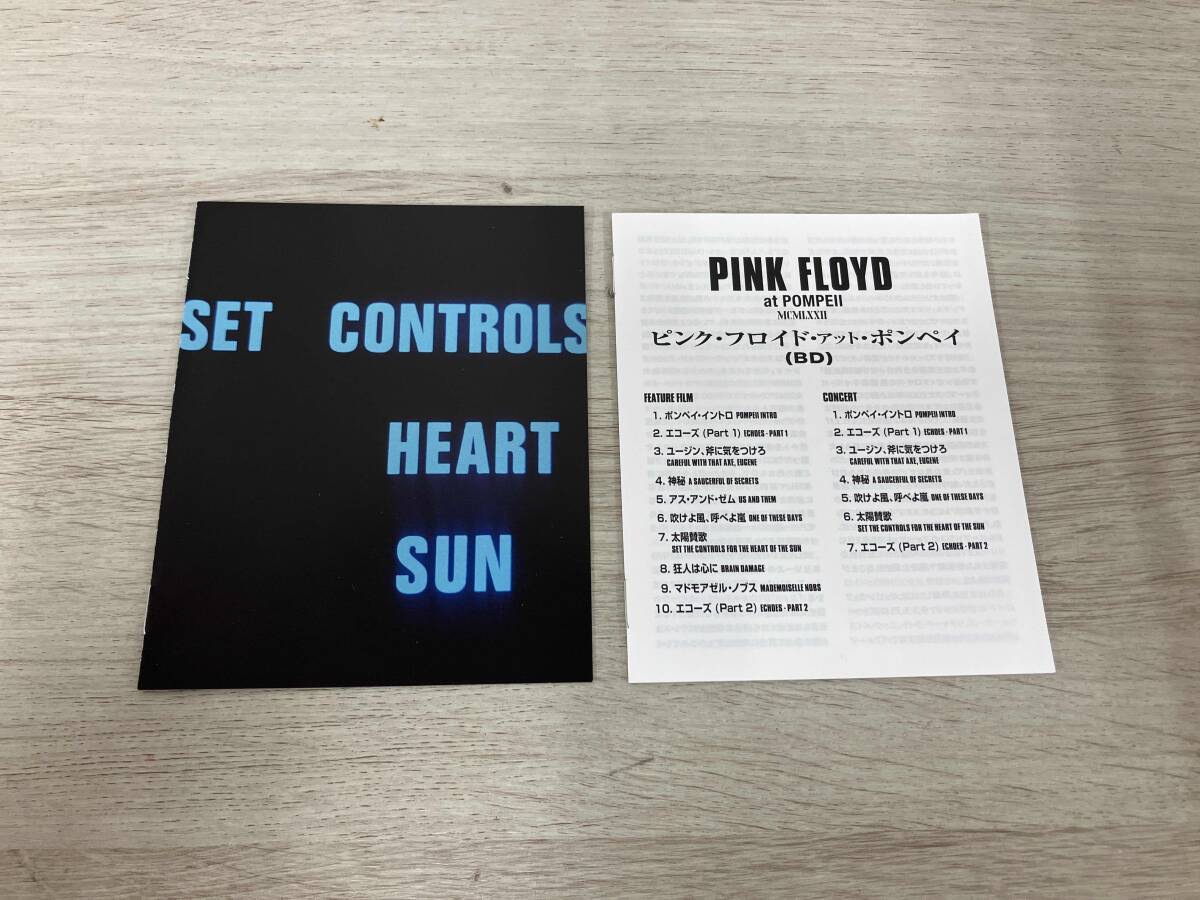 SET CONTROLS
HEART
SUN
PINK FLOYD
at POMPEII
MCMLXXII
ピンク・フロイド・アット・ポンペイ
(BD)
FEATURE FILM
1. ポンペイ・イントロ POMPEII INTRO
2. エコーズ (Part 1) ECHOES - PART 1
3. ユージン、斧に気をつけろ
CAREFUL WITH THAT AXE, EUGENE
4. 神秘 A SAUCERFUL OF SECRETS
5. アス・アンド・ゼム US AND THEM
6. 吹けよ風、呼べよ嵐 ONE OF THESE DAYS
7. 太陽賛歌
SET THE CONTROLS FOR THE HEART OF THE SUN
8. 狂人は心に BRAIN DAMAGE
9. マドモアゼル・ノブス MADEMOISELLE NOBS
10. エコーズ (Part 2) ECHOES - PART 2
CONCERT
1. ポンペイ・イントロ POMPEII INTRO
2. エコーズ (Part 1) ECHOES - PART 1
3. ユージン、斧に気をつけろ
CAREFUL WITH THAT AXE, EUGENE
4. 神秘 A SAUCERFUL OF SECRETS
5. 吹けよ風、呼べよ嵐 ONE OF THESE DAYS
6. 太陽賛歌
SET THE CONTROLS FOR THE HEART OF THE SUN
7. エコーズ (Part 2) ECHOES - PART 2